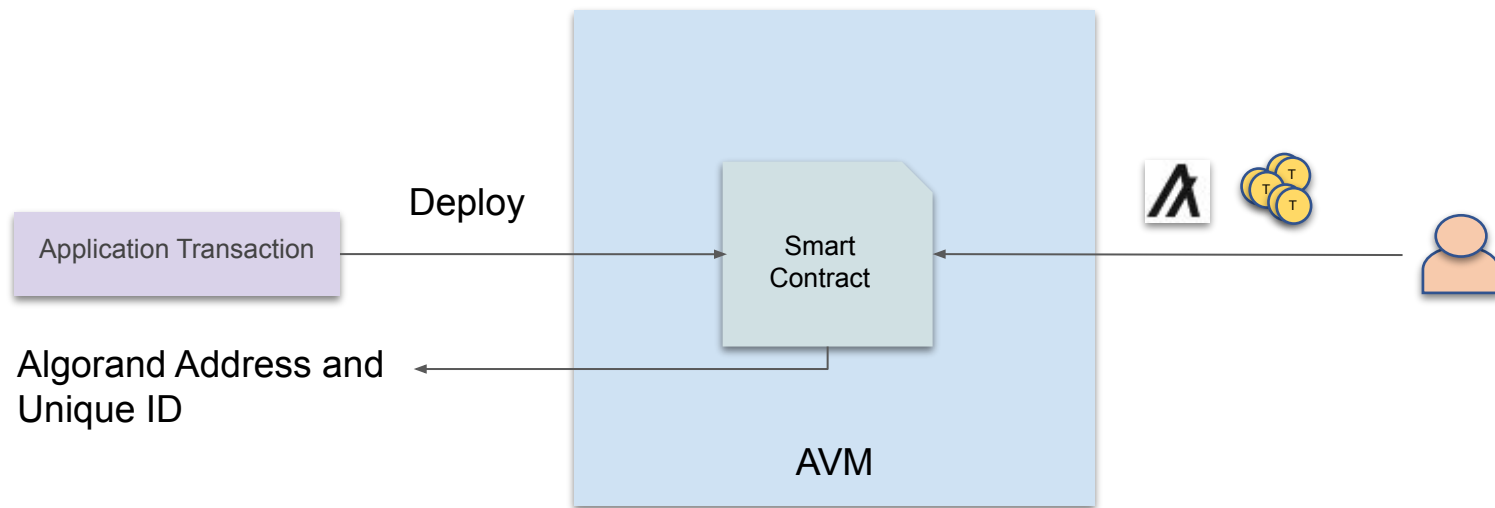 Deploy
Application Transaction
Smart
Contract
T
T
T
T
Algorand Address and
Unique ID
AVM